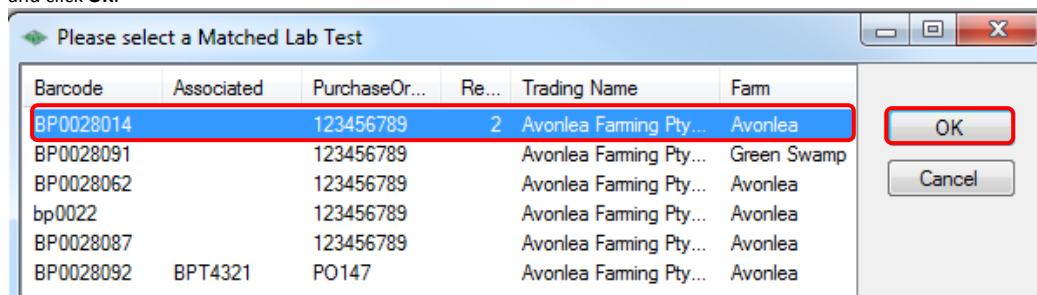 and click OK.
Please select a Matched Lab Test
Barcode Associated PurchaseOr... Re... Trading Name Farm
BP0028014 123456789 2 Avonlea Farming Pty... Avonlea
OK
BP0028091 123456789 Avonlea Farming Pty... Green Swamp
BP0028062 123456789 Avonlea Farming Pty... Avonlea
Cancel
bp0022 123456789 Avonlea Farming Pty... Avonlea
BP0028087 123456789 Avonlea Farming Pty... Avonlea
BP0028092 BPT4321 PO147 Avonlea Farming Pty... Avonlea